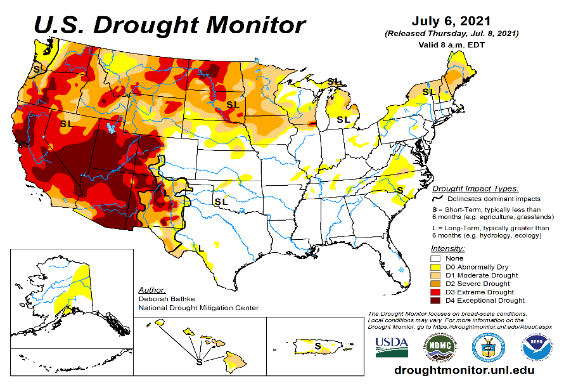 U.S. Drought Monitor
July 6, 2021
(Released Thursday, Jul. 8, 2021)
Valid 8 a.m. EDT
SL
SL
SL
SL
SL
SL
SL
S
L
Drought Impact Types:
Delineates dominant impacts
S = Short-Term, typically less than
6 months (e.g. agriculture, grasslands)
L = Long-Term, typically greater than
6 months (e.g. hydrology, ecology)
Intensity:
None
D0 Abnormally Dry
D1 Moderate Drought
D2 Severe Drought
D3 Extreme Drought
D4 Exceptional Drought
Author:
Deborah Bathke
National Drought Mitigation Center
S
S
The Drought Monitor focuses on broad-scale conditions.
Local conditions may vary. For more information on the
Drought Monitor, go to https://droughtmonitor.unl.edu/About.aspx
USDA
NDMC
droughtmonitor.unl.edu